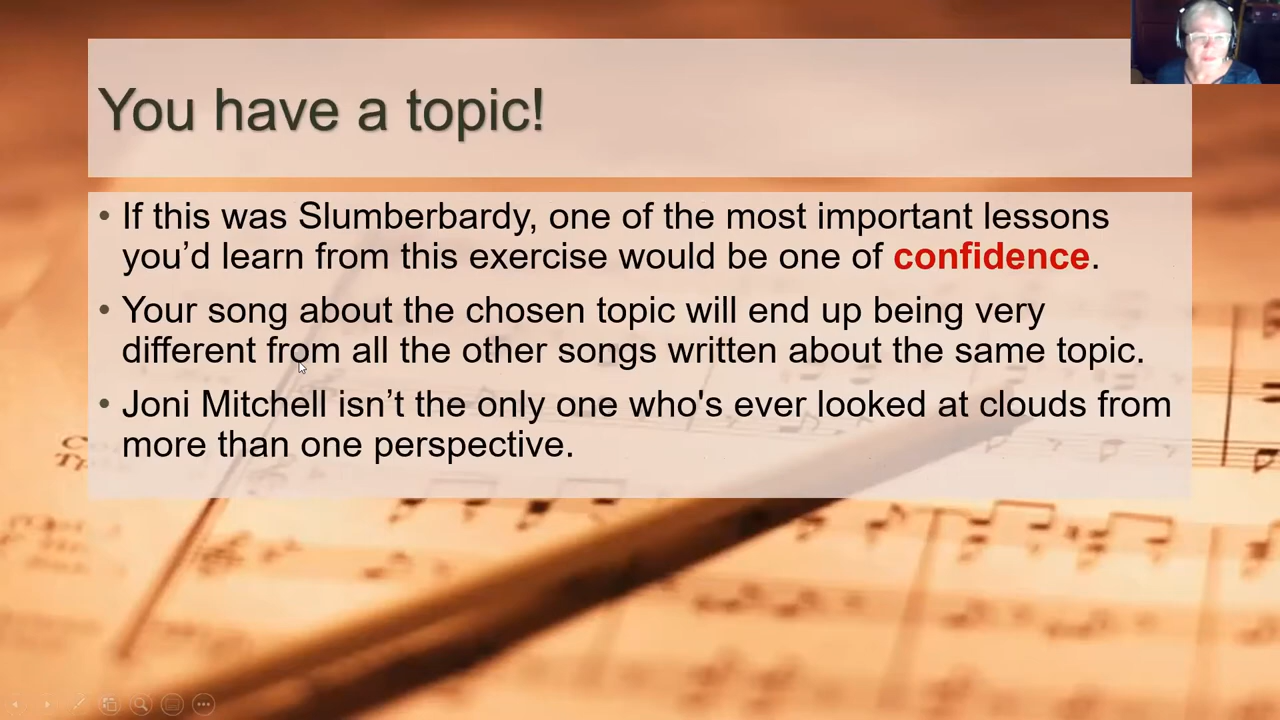 You have a topic!
• If this was Slumberbardy, one of the most important lessons
you’d learn from this exercise would be one of confidence.
• Your song about the chosen topic will end up being very
different from all the other songs written about the same topic.
• Joni Mitchell isn’t the only one who's ever looked at clouds from
more than one perspective.